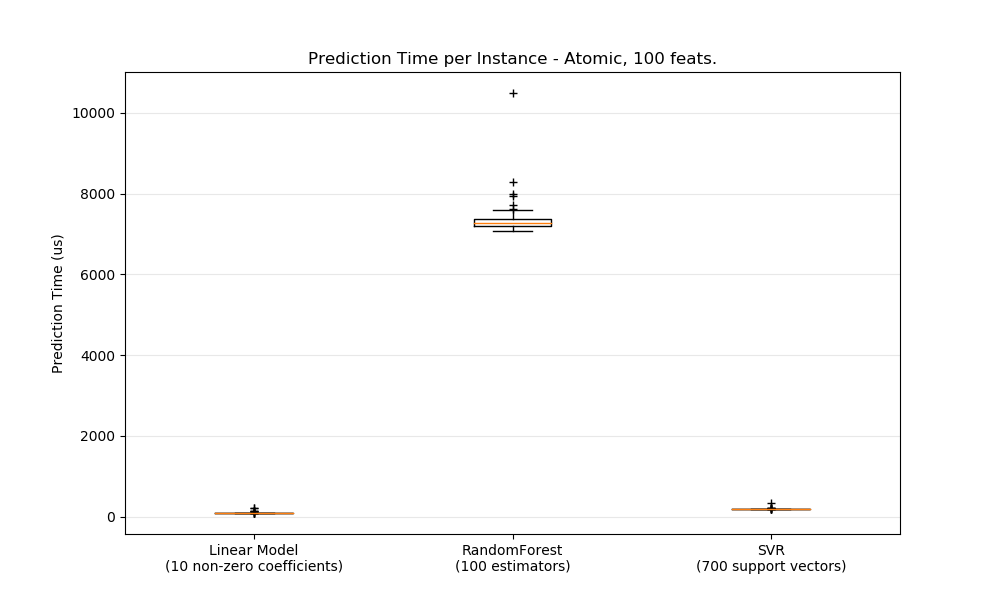 Prediction Time per Instance - Atomic, 100 feats.
Prediction Time (us)
10000
8000
6000
4000
2000
0
Linear Model
(10 non-zero coefficients)
RandomForest
(100 estimators)
SVR
(700 support vectors)